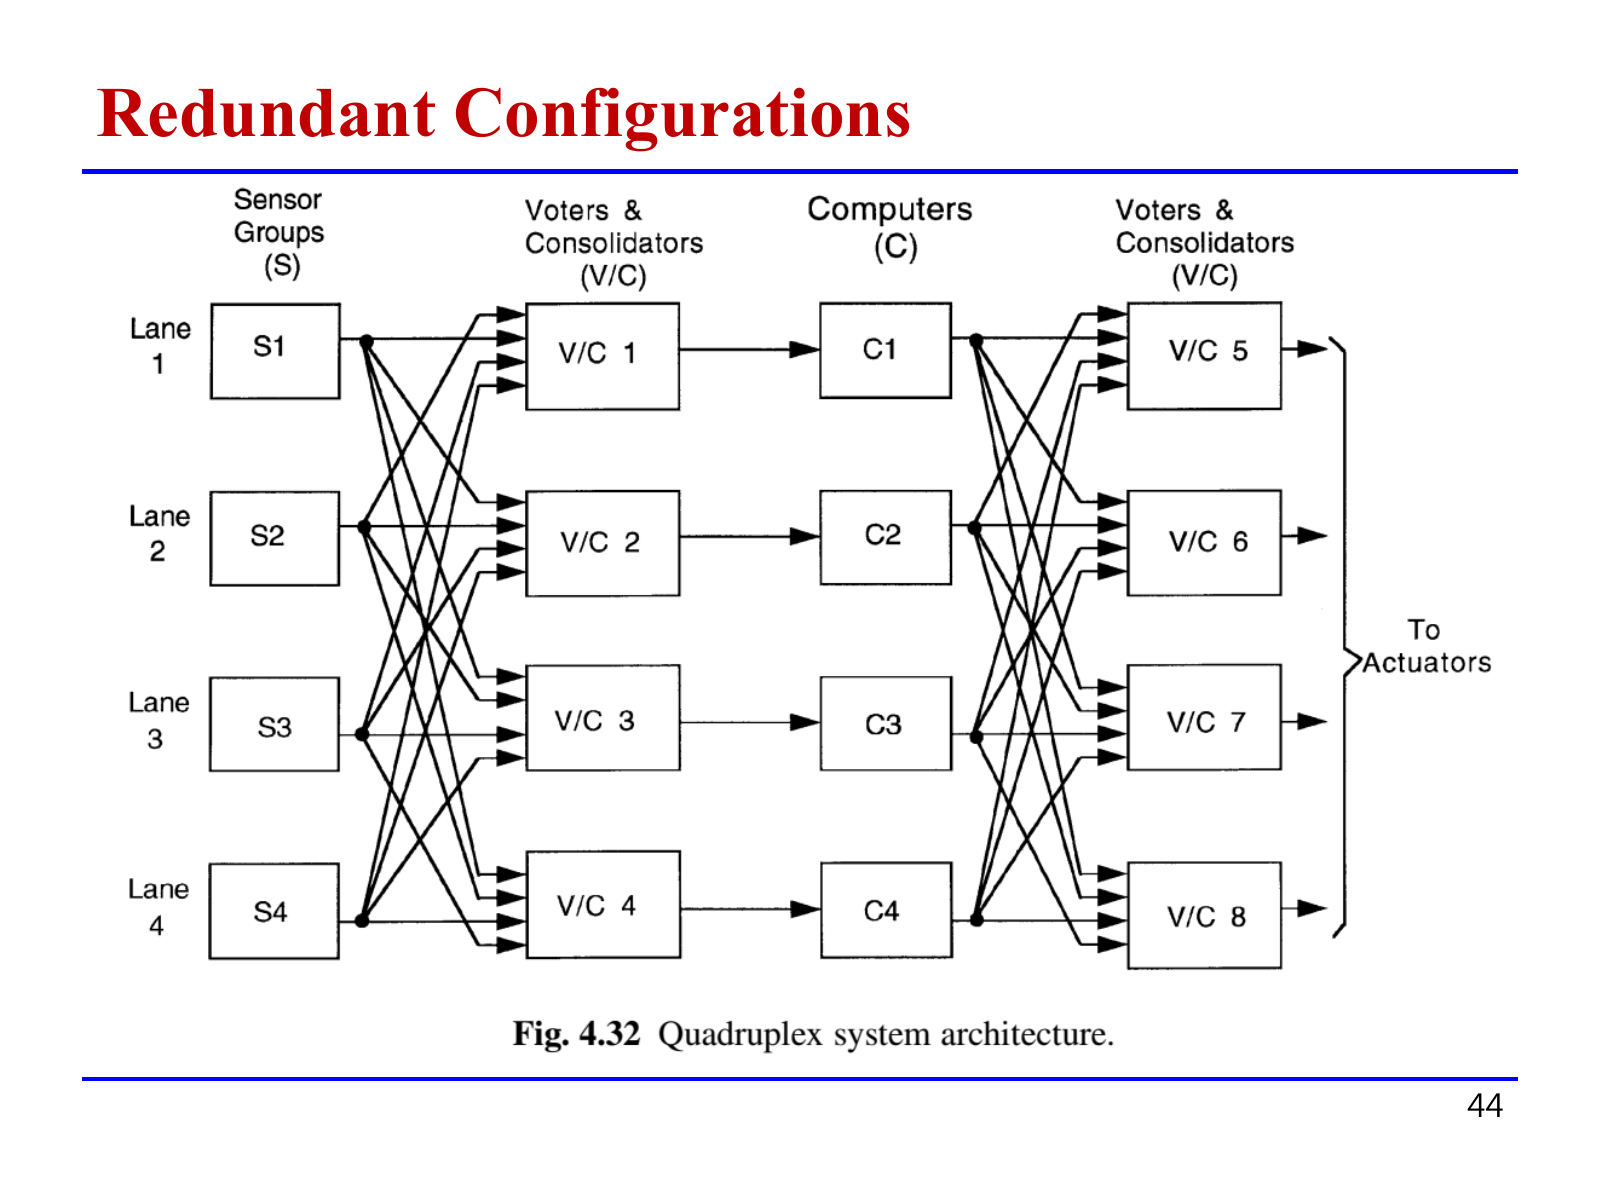 Redundant Configurations
Sensor
Groups
(S)
Voters &
Consolidators
(V/C)
Computers
(C)
Voters &
Consolidators
(V/C)
Lane
1
S1
V/C 1
C1
V/C 5
Lane
2
S2
V/C 2
C2
V/C 6
To
Actuators
Lane
3
S3
V/C 3
C3
V/C 7
Lane
4
S4
V/C 4
C4
V/C 8
Fig. 4.32 Quadruplex system architecture.
44